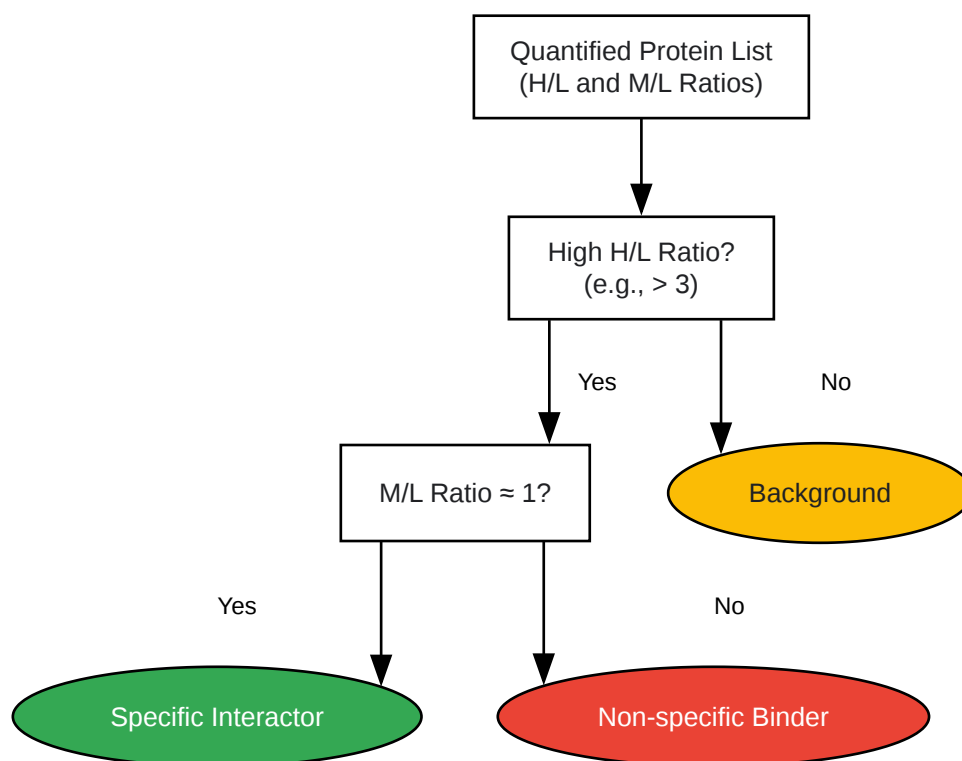 Quantified Protein List
(H/L and M/L Ratios)
High H/L Ratio?
(e.g., > 3)
Yes
No
M/L Ratio ≈ 1?
Background
Yes
No
Specific Interactor
Non-specific Binder